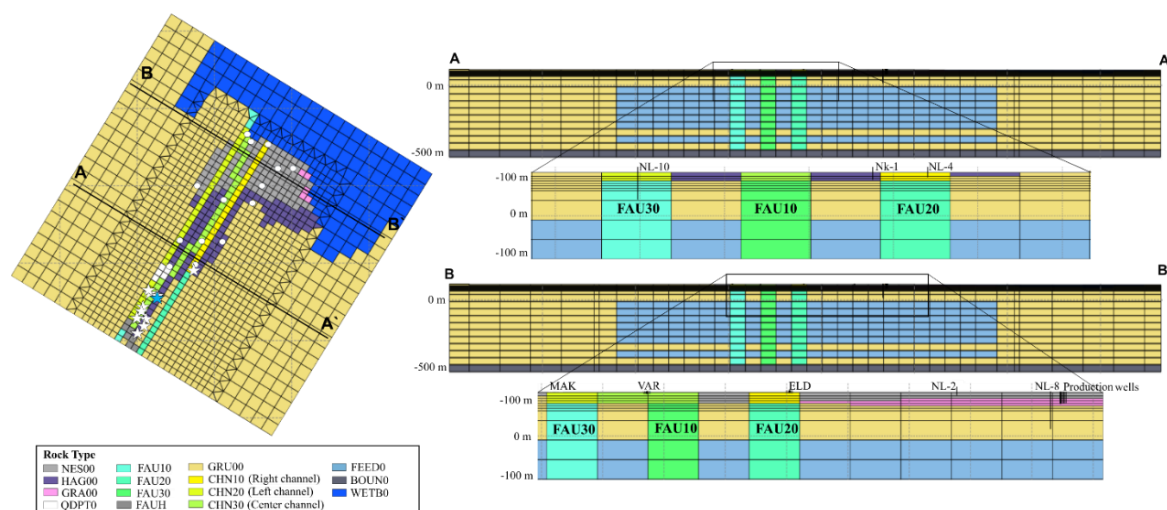 B
A
B`
A`
Rock Type
NES00
HAG00
GRA00
QDPT0
FAU10
FAU20
FAU30
FAUH
GRU00
CHN10 (Right channel)
CHN20 (Left channel)
CHN30 (Center channel)
FEED0
BOUN0
WETB0
A A
0 m
-500 m
NL-10 Nk-1 NL-4
-100 m
FAU30 FAU10 FAU20
0 m
-100 m
B B
0 m
-500 m
MAK VAR ELD NL-2 NL-8 Production wells
-100 m
FAU30 FAU10 FAU20
0 m
-100 m